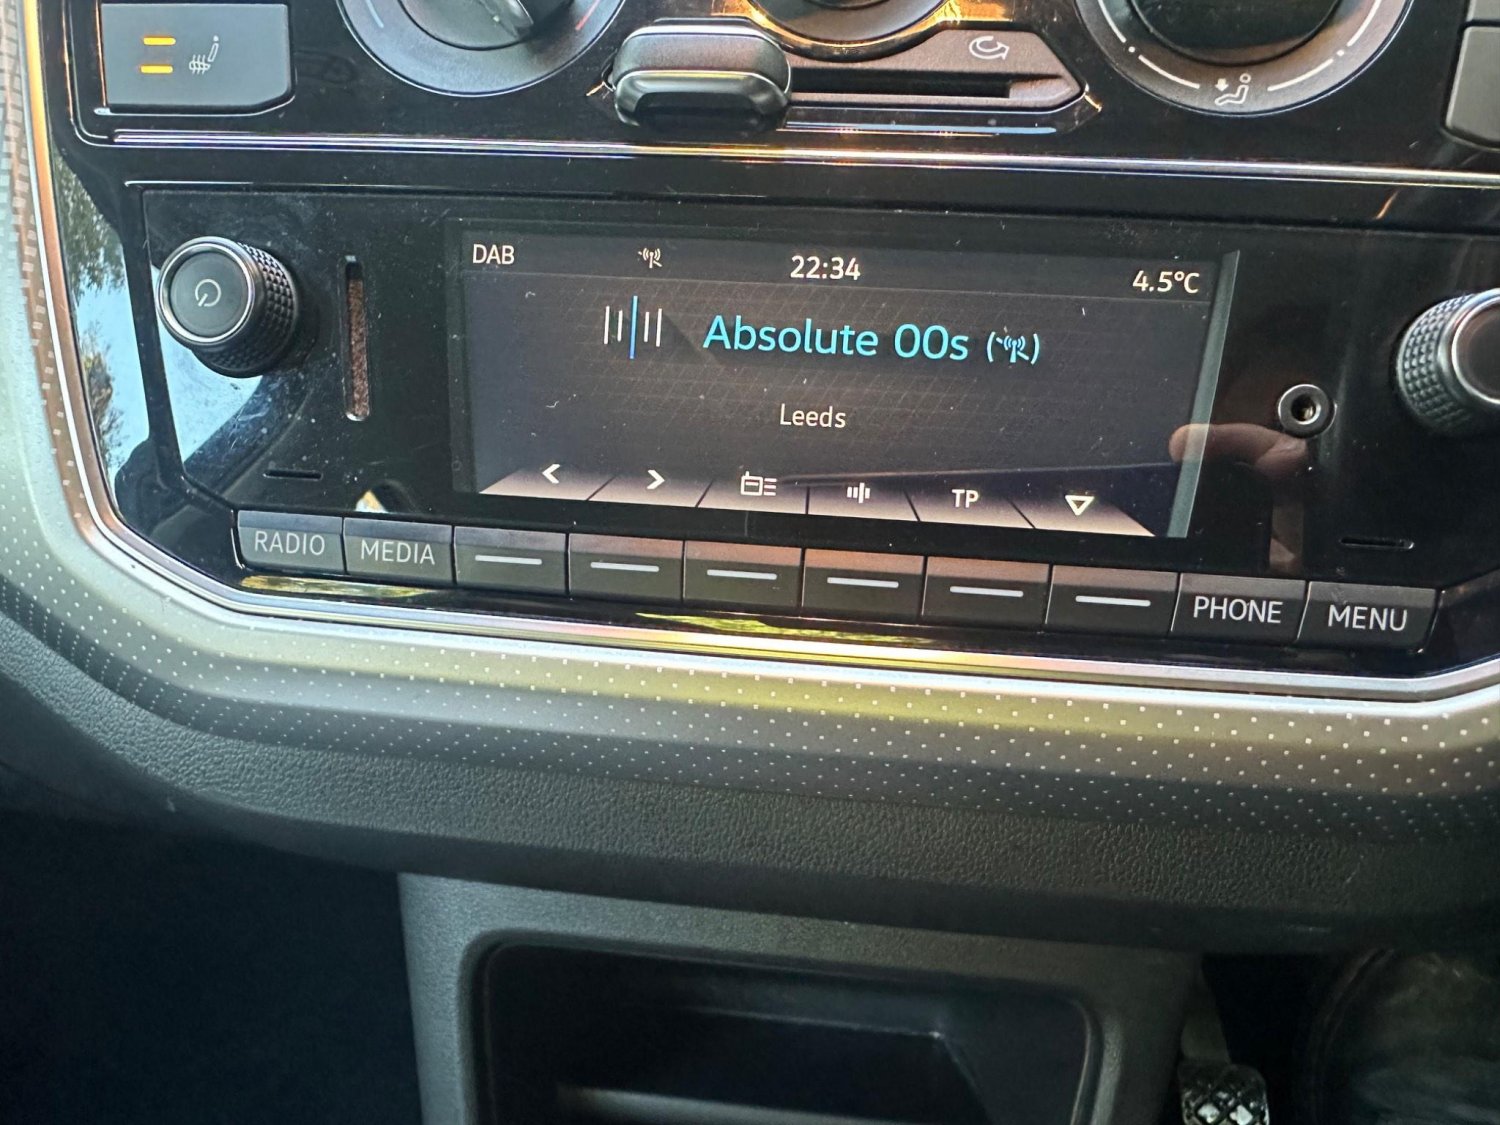 DAB 22:34 4.5°C
Absolute 00s
Leeds
TP
RADIO MEDIA PHONE MENU